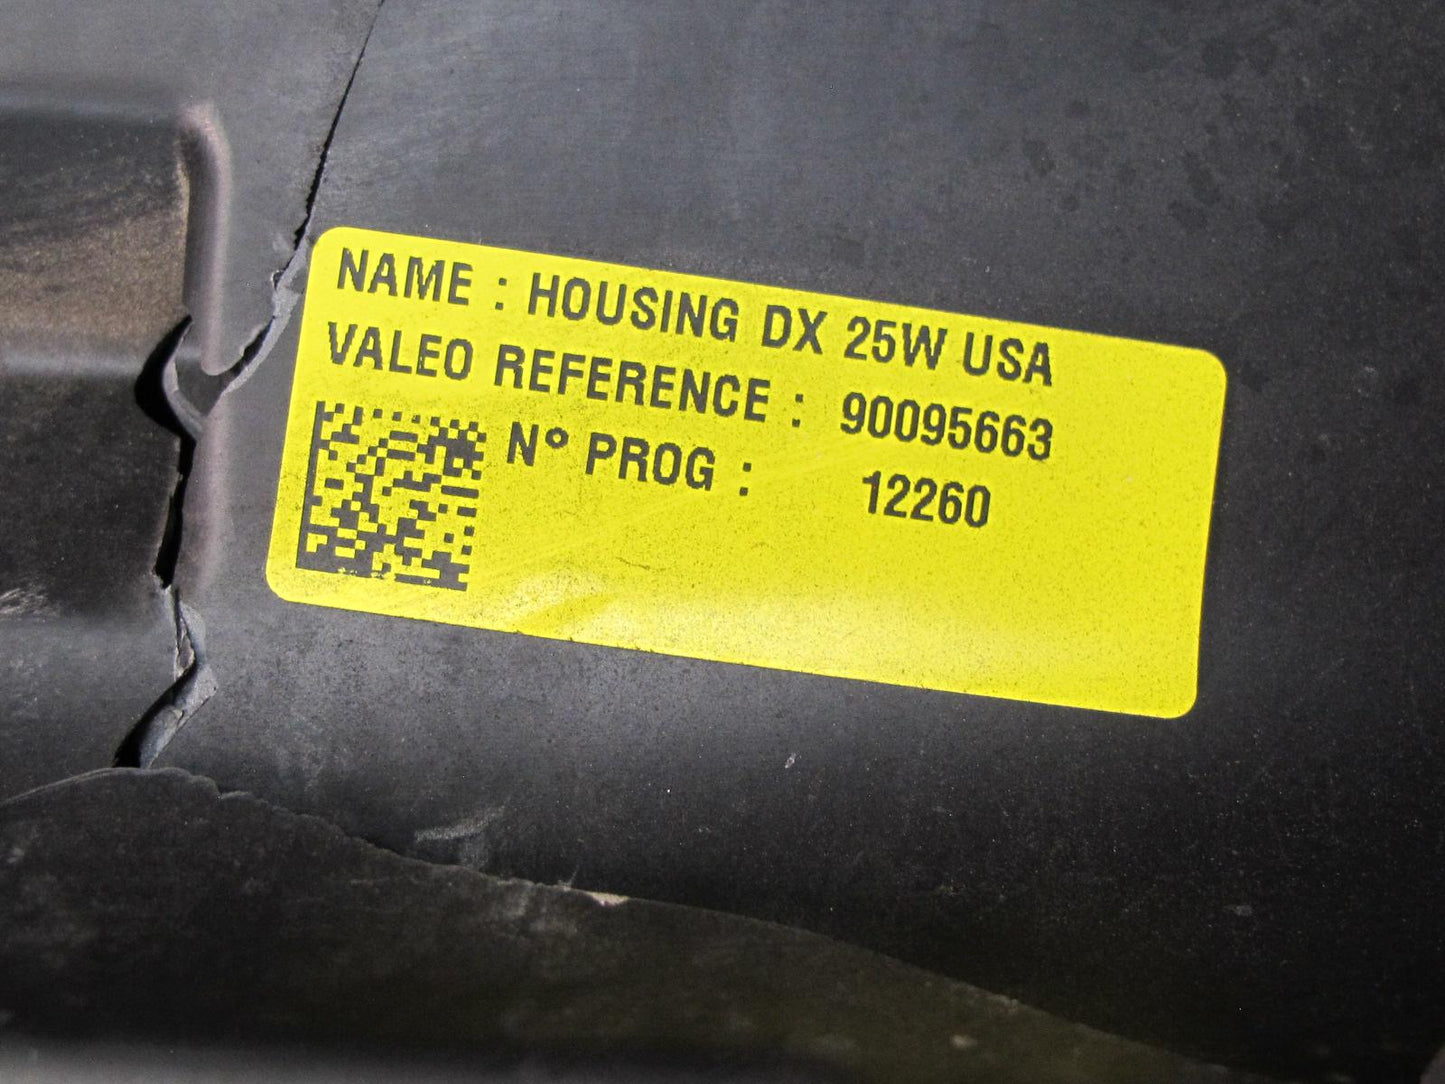 NAME : HOUSING DX 25W USA
VALEO REFERENCE : 90095663
N° PROG : 12260